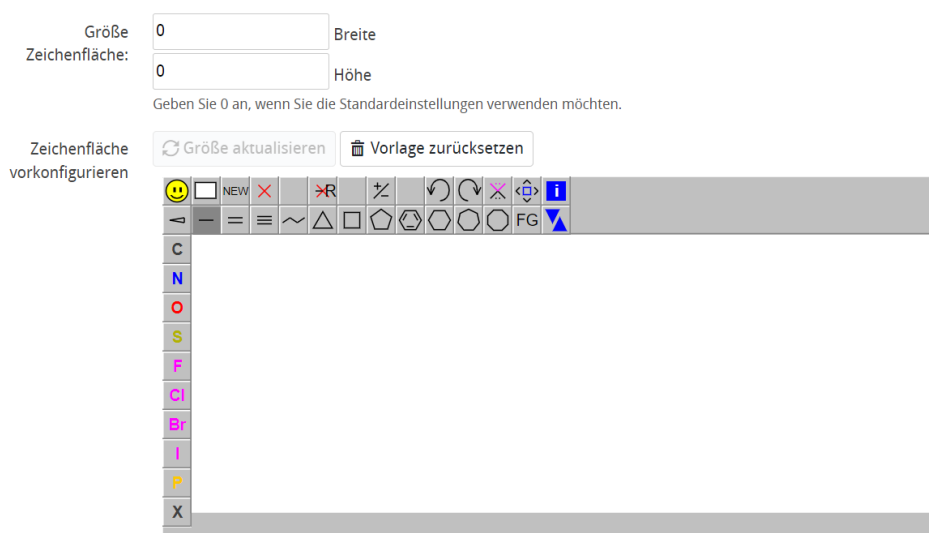 Größe
Zeichenfläche:
0
Breite
0
Höhe
Geben Sie 0 an, wenn Sie die Standardeinstellungen verwenden möchten.
Zeichenfläche
vorkonfigurieren
Größe aktualisieren
Vorlage zurücksetzen
NEW
R
+/−
i
FG
C
N
O
S
F
Cl
Br
I
P
X